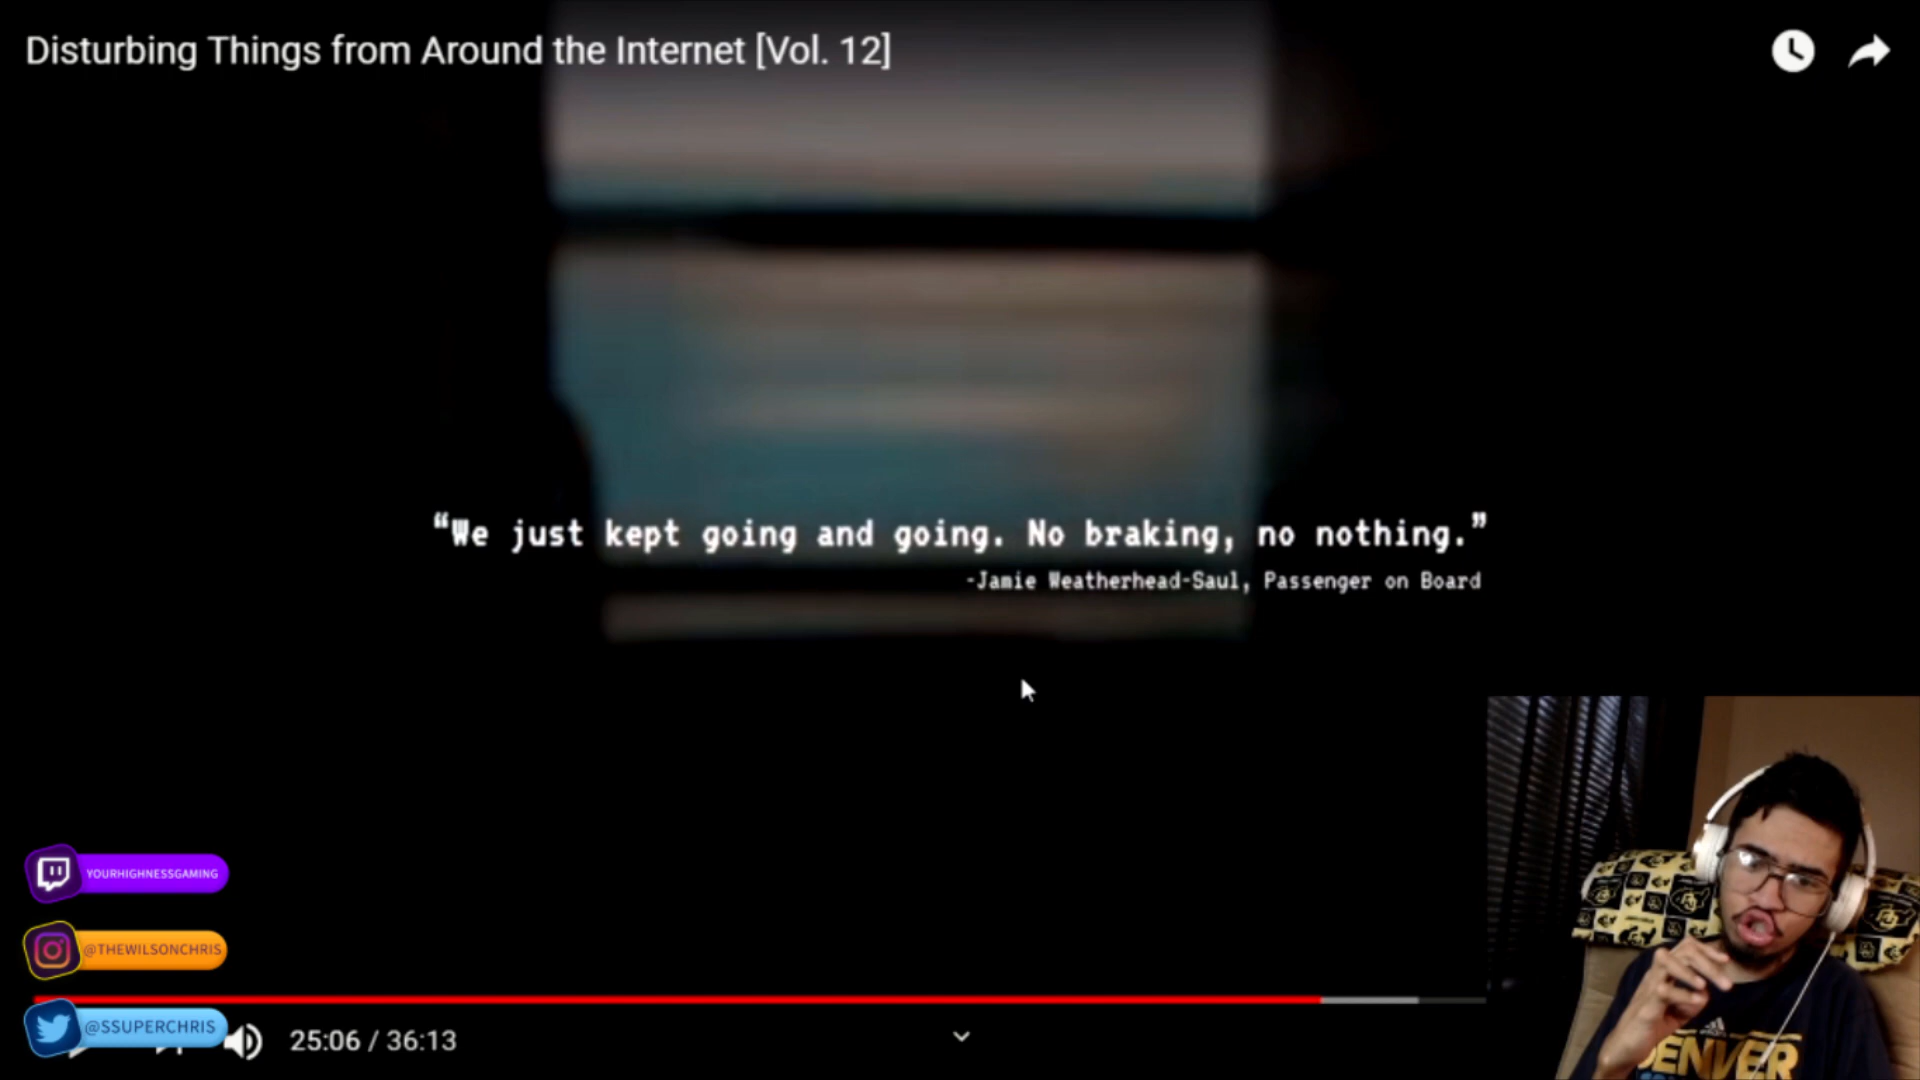 Disturbing Things from Around the Internet [Vol. 12]
“We just kept going and going. No braking, no nothing.”
-Jamie Weatherhead-Saul, Passenger on Board
YOURHIGHNESSGAMING
@THEWILSONCHRIS
@SSUPERCHRIS
25:06 / 36:13
DENVER